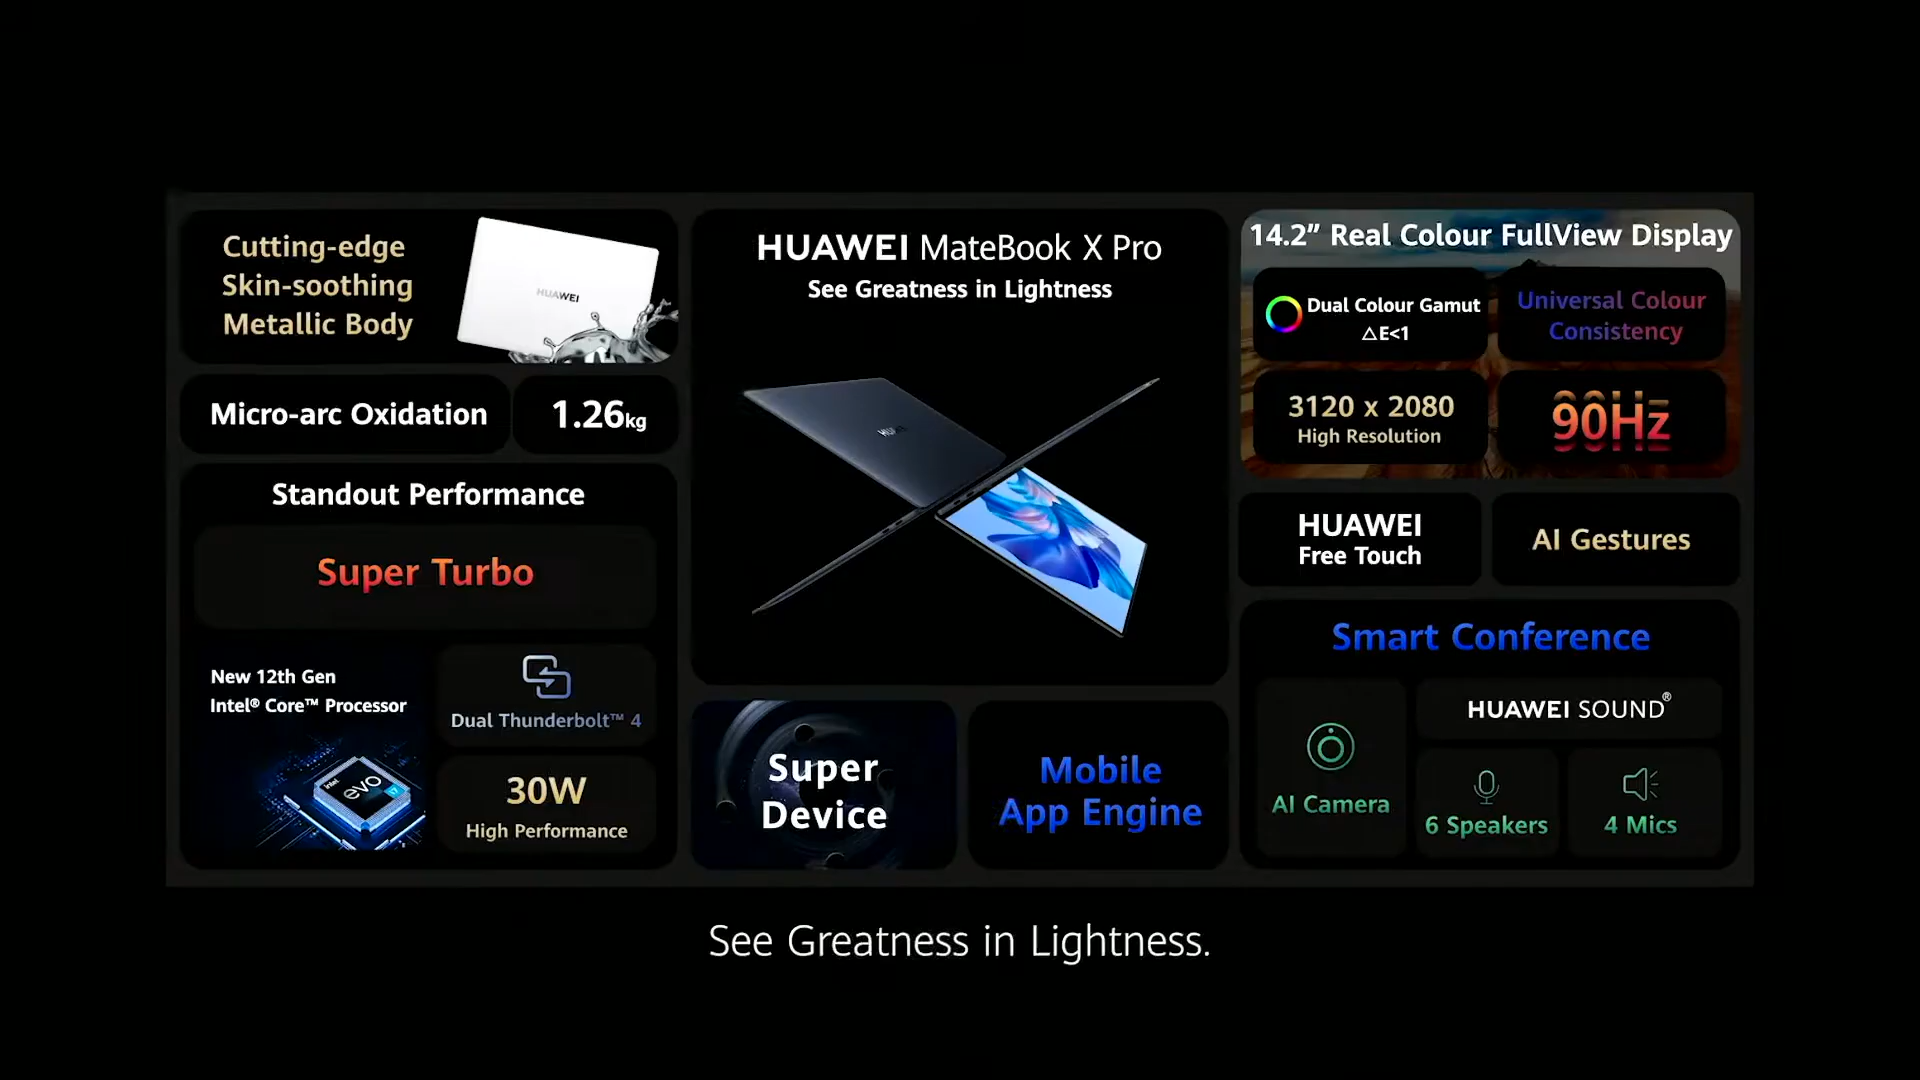 Cutting-edge
Skin-soothing
Metallic Body
HUAWEI
Micro-arc Oxidation
1.26kg
Standout Performance
Super Turbo
New 12th Gen
Intel® Core™ Processor
intel
evo
i7
Dual Thunderbolt™ 4
30W
High Performance
HUAWEI MateBook X Pro
See Greatness in Lightness
Super
Device
Mobile
App Engine
14.2” Real Colour FullView Display
Dual Colour Gamut
△E<1
Universal Colour
Consistency
3120 x 2080
High Resolution
90Hz
HUAWEI
Free Touch
AI Gestures
Smart Conference
AI Camera
HUAWEI SOUND®
6 Speakers
4 Mics
See Greatness in Lightness.